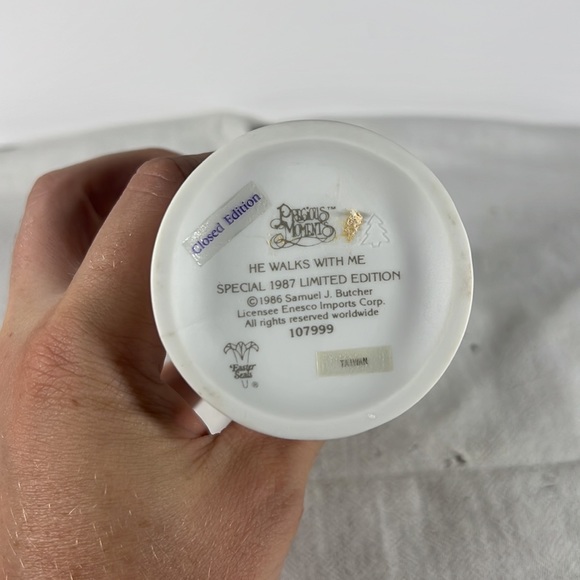 Closed Edition
PRECIOUS MOMENTS™
HE WALKS WITH ME
SPECIAL 1987 LIMITED EDITION
©1986 Samuel J. Butcher
Licensee Enesco Imports Corp.
All rights reserved worldwide
107999
Easter Seals ®
TAIWAN